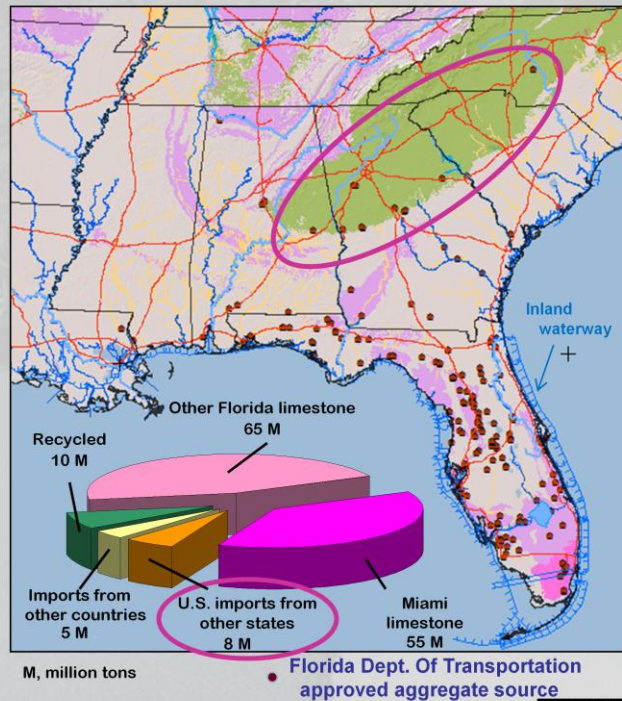 Inland
waterway
Other Florida limestone
65 M
Recycled
10 M
Imports from
other countries
5 M
U.S. imports from
other states
8 M
Miami
limestone
55 M
M, million tons
Florida Dept. Of Transportation
approved aggregate source